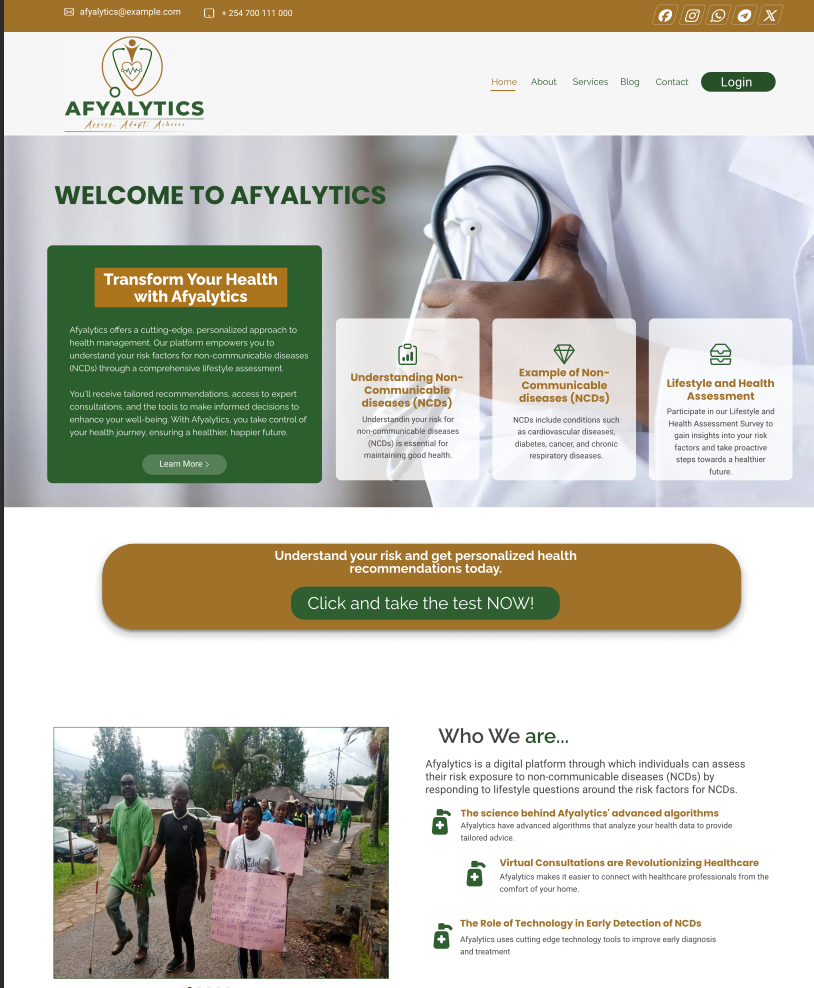 afyalytics@example.com
+ 254 700 111 000
AFYALYTICS
Assess. Adapt. Achieve
Home
About
Services
Blog
Contact
Login
WELCOME TO AFYALYTICS
Transform Your Health
with Afyalytics
Afyalytics offers a cutting-edge, personalized approach to
health management. Our platform empowers you to
understand your risk factors for non-communicable diseases
(NCDs) through a comprehensive lifestyle assessment.
You'll receive tailored recommendations, access to expert
consultations, and the tools to make informed decisions to
enhance your well-being. With Afyalytics, you take control of
your health journey, ensuring a healthier, happier future.
Learn More >
Understanding Non-
Communicable
diseases (NCDs)
Understandin your risk for
non-communicable diseases
(NCDs) is essential for
maintaining good health.
Example of Non-
Communicable
diseases (NCDs)
NCDs include conditions such
as cardiovascular diseases,
diabetes, cancer, and chronic
respiratory diseases.
Lifestyle and Health
Assessment
Participate in our Lifestyle and
Health Assessment Survey to
gain insights into your risk
factors and take proactive
steps towards a healthier
future.
Understand your risk and get personalized health
recommendations today.
Click and take the test NOW!
Who We are...
Afyalytics is a digital platform through which individuals can assess
their risk exposure to non-communicable diseases (NCDs) by
responding to lifestyle questions around the risk factors for NCDs.
The science behind Afyalytics' advanced algorithms
Afyalytics have advanced algorithms that analyze your health data to provide
tailored advice.
Virtual Consultations are Revolutionizing Healthcare
Afyalytics makes it easier to connect with healthcare professionals from the
comfort of your home.
The Role of Technology in Early Detection of NCDs
Afyalytics uses cutting edge technology tools to improve early diagnosis
and treatment